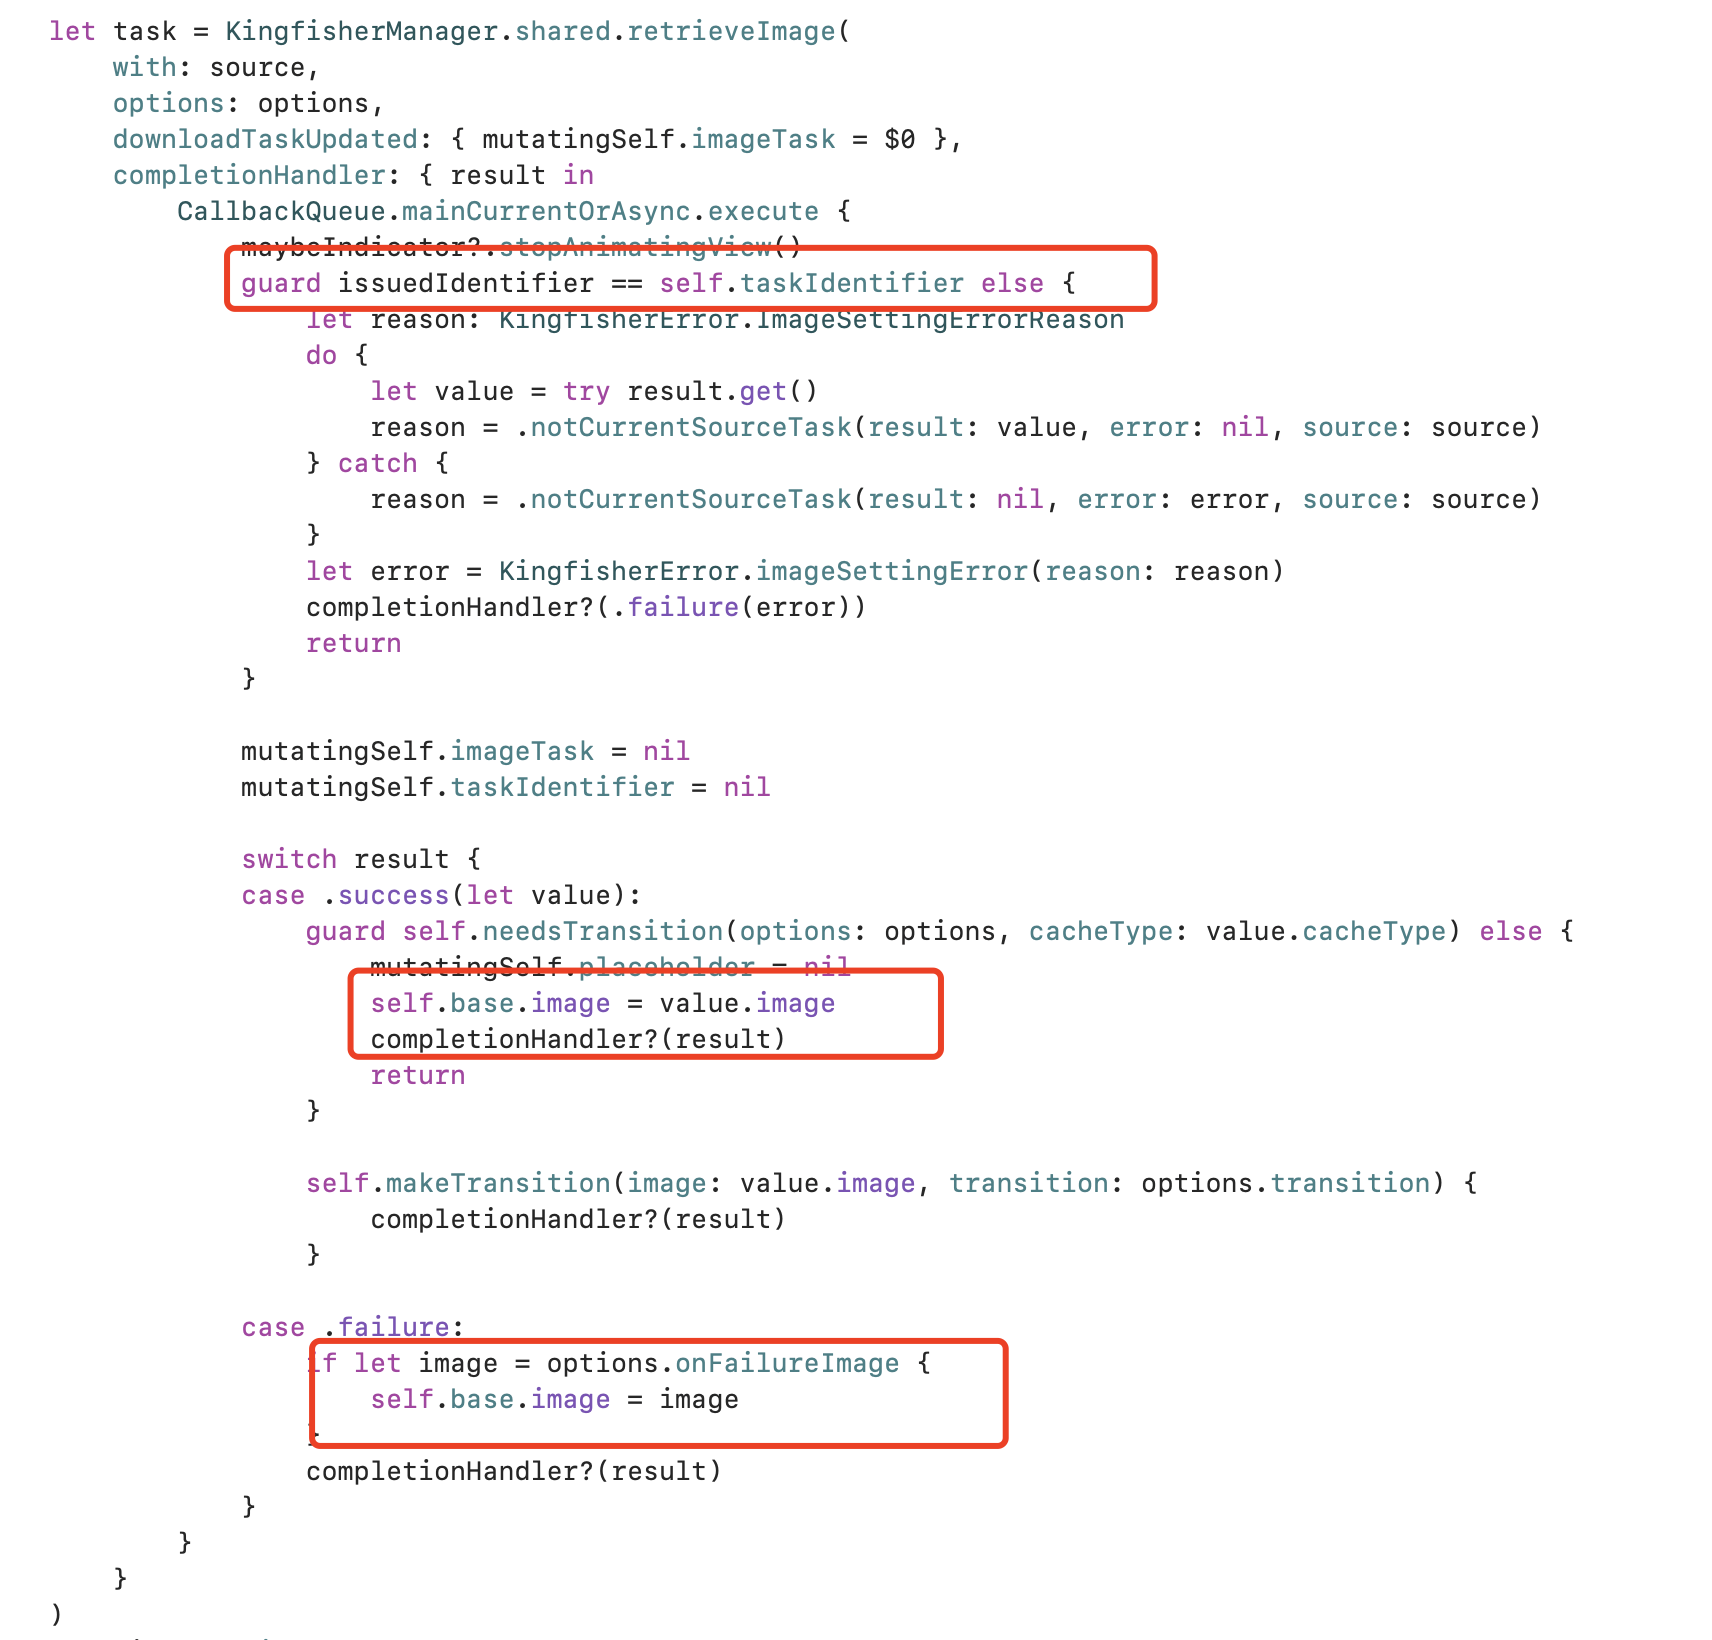 let task = KingfisherManager.shared.retrieveImage(
    with: source,
    options: options,
    downloadTaskUpdated: { mutatingSelf.imageTask = $0 },
    completionHandler: { result in
        CallbackQueue.mainCurrentOrAsync.execute {
            maybeIndicator?.stopAnimatingView()
            guard issuedIdentifier == self.taskIdentifier else {
                let reason: KingfisherError.ImageSettingErrorReason
                do {
                    let value = try result.get()
                    reason = .notCurrentSourceTask(result: value, error: nil, source: source)
                } catch {
                    reason = .notCurrentSourceTask(result: nil, error: error, source: source)
                }
                let error = KingfisherError.imageSettingError(reason: reason)
                completionHandler?(.failure(error))
                return
            }

            mutatingSelf.imageTask = nil
            mutatingSelf.taskIdentifier = nil

            switch result {
            case .success(let value):
                guard self.needsTransition(options: options, cacheType: value.cacheType) else {
                    mutatingSelf.placeholder = nil
                    self.base.image = value.image
                    completionHandler?(result)
                    return
                }

                self.makeTransition(image: value.image, transition: options.transition) {
                    completionHandler?(result)
                }

            case .failure:
                if let image = options.onFailureImage {
                    self.base.image = image
                }
                completionHandler?(result)
            }
        }
    }
)